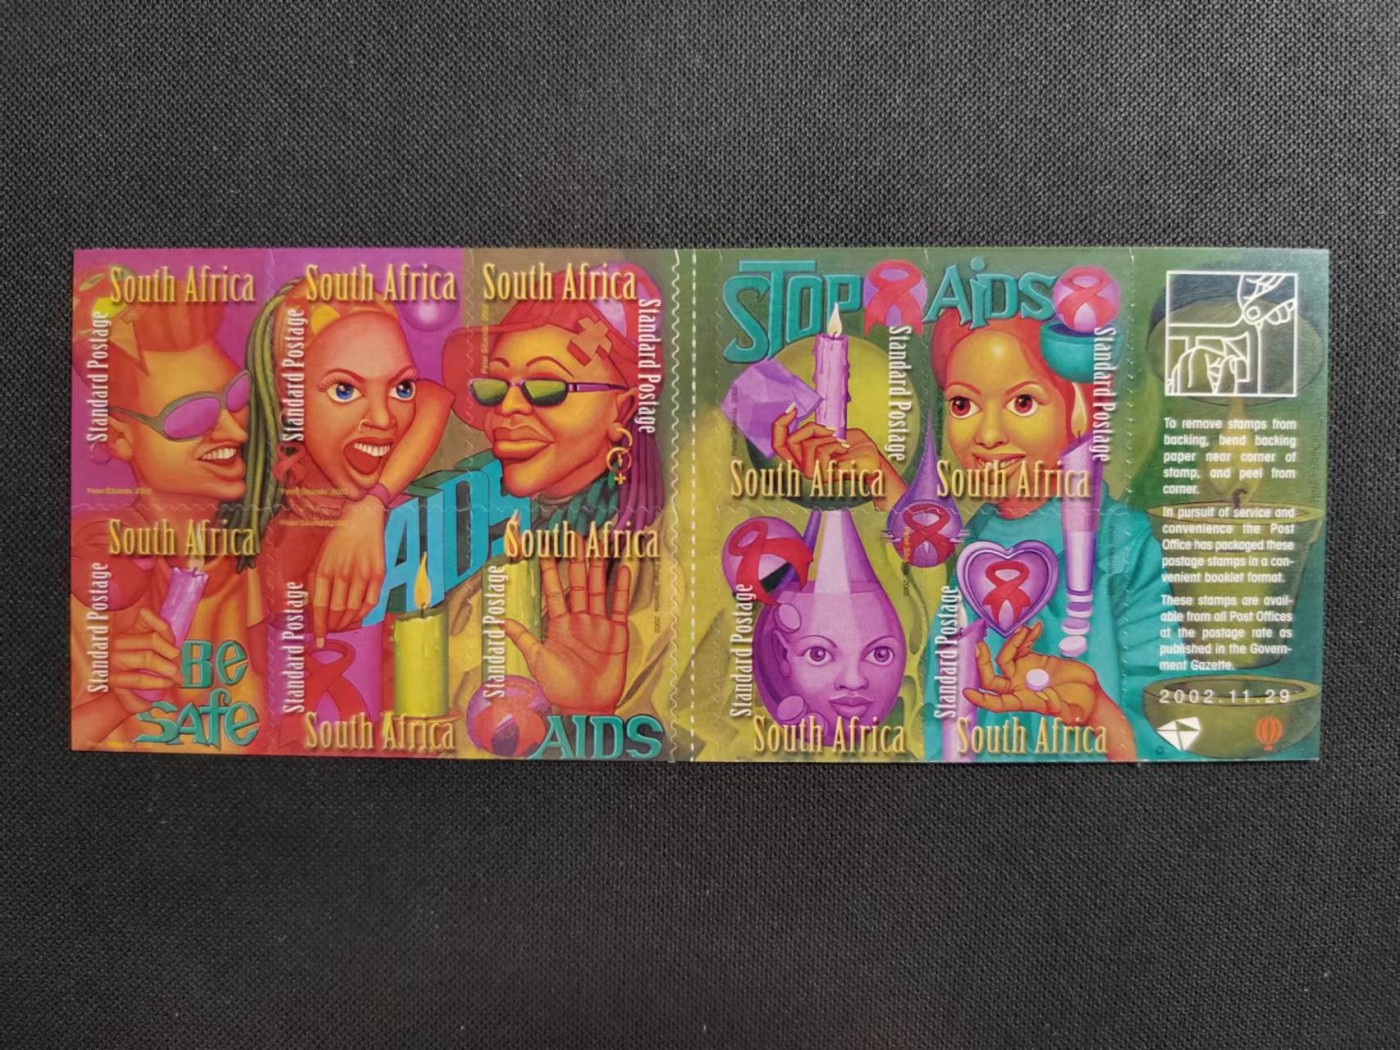 South Africa
South Africa
South Africa
Standard Postage
Standard Postage
Standard Postage
AIDS
South Africa
South Africa
Standard Postage
Standard Postage
Standard Postage
Be
Safe
South Africa
AIDS
STOP AIDS
Standard Postage
Standard Postage
South Africa
South Africa
Standard Postage
Standard Postage
South Africa
South Africa
To remove stamps from
backing, bend backing
paper near corner of
stamp, and peel from
corner.
In pursuit of service and
convenience the Post
Office has packaged these
postage stamps in a con-
venient booklet format.
These stamps are avail-
able from all Post Offices
at the postage rate as
published in the Govern-
ment Gazette.
2002.11.29